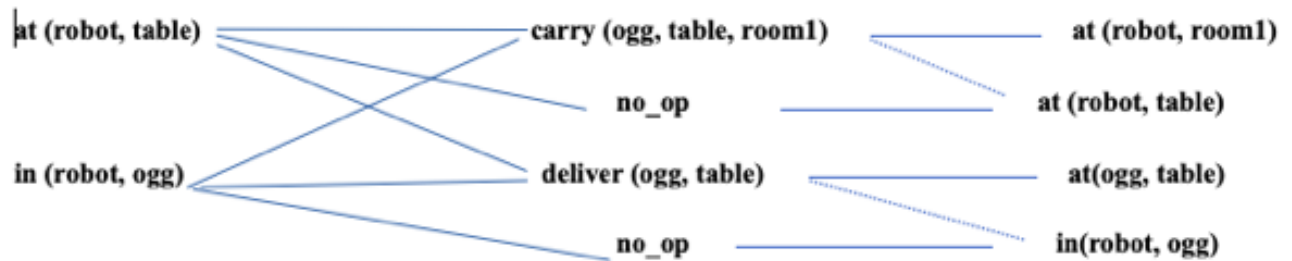 at (robot, table) carry (ogg, table, room1) at (robot, room1)
no_op at (robot, table)
in (robot, ogg) deliver (ogg, table) at(ogg, table)
no_op in(robot, ogg)